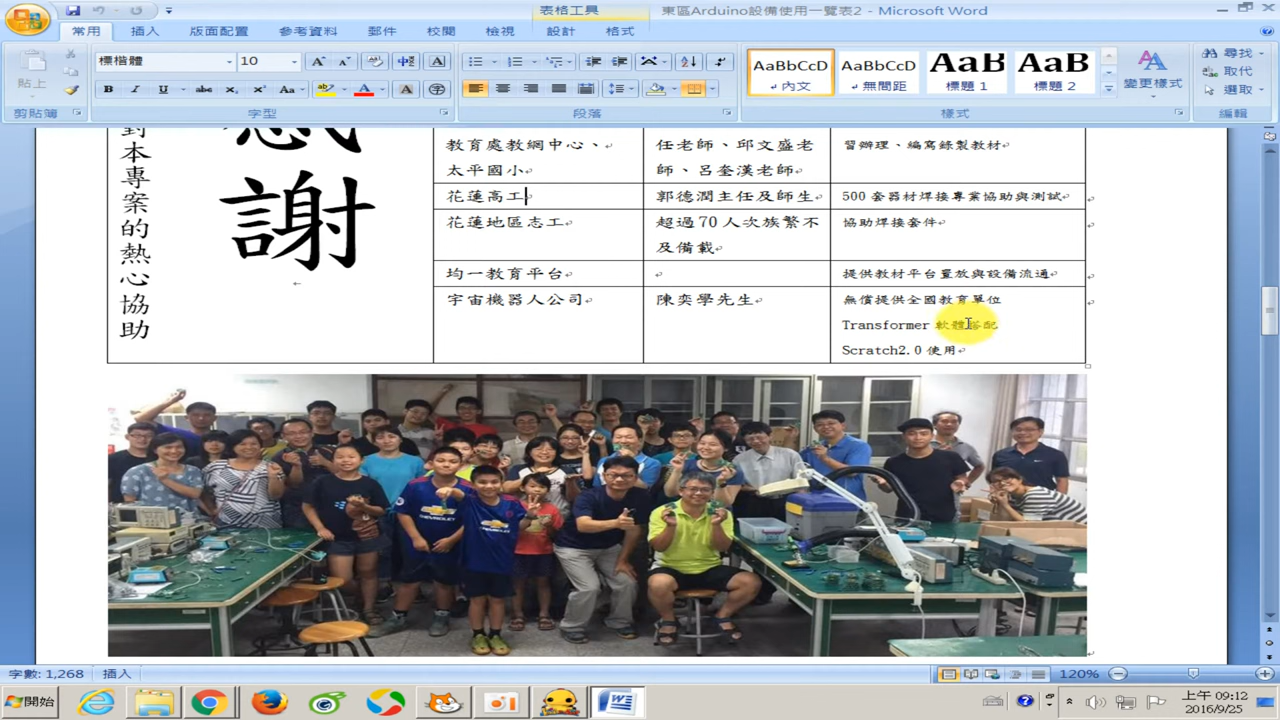 表格工具
東區Arduino設備使用一覽表2 - Microsoft Word
常用 插入 版面配置 參考資料 郵件 校閱 檢視 設計 格式
標楷體 10
貼上
AaBbCcD AaBbCcD AaB AaB
內文 無間距 標題 1 標題 2
變更樣式
尋找
取代
選取
剪貼簿 字型 段落 樣式 編輯
對本專案的熱心協助
感謝
教育處教網中心、
太平國小
任老師、邱文盛老
師、呂奎漢老師
習辦理、編寫錄製教材
花蓮高工
郭德潤主任及師生
500 套器材焊接專業協助與測試
花蓮地區志工
超過 70 人次族繁不
及備載
協助焊接套件
均一教育平台
提供教材平台置放與設備流通
宇宙機器人公司
陳奕學先生
無償提供全國教育單位
Transformer 軟體搭配
Scratch2.0 使用
CHEVROLET
CHEVROLET
字數: 1,268 插入 120%
開始
上午 09:12
2016/9/25